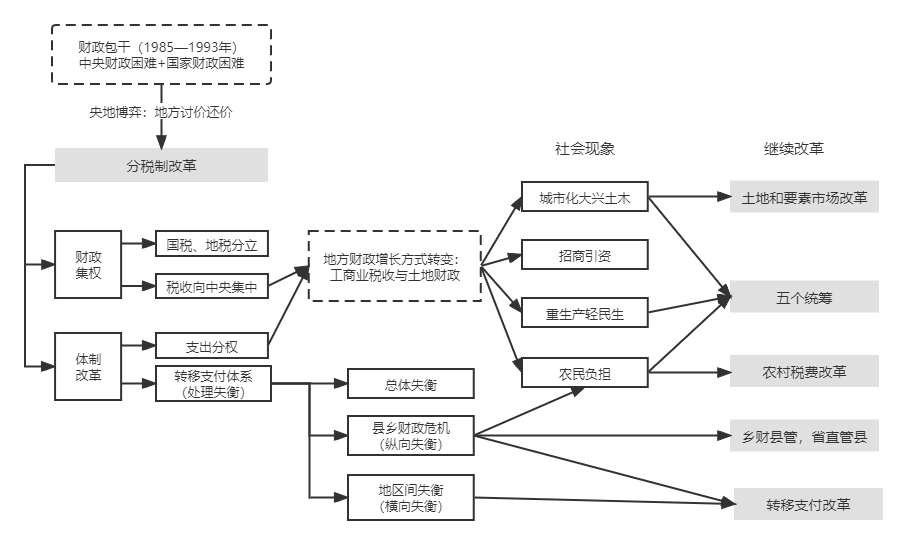 财政包干（1985—1993年）
中央财政困难+国家财政困难
央地博弈：地方讨价还价
分税制改革
社会现象
继续改革
财政
集权
国税、地税分立
税收向中央集中
体制
改革
支出分权
转移支付体系
（处理失衡）
地方财政增长方式转变：
工商业税收与土地财政
总体失衡
县乡财政危机
（纵向失衡）
地区间失衡
（横向失衡）
城市化大兴土木
招商引资
重生产轻民生
农民负担
土地和要素市场改革
五个统筹
农村税费改革
乡财县管，省直管县
转移支付改革